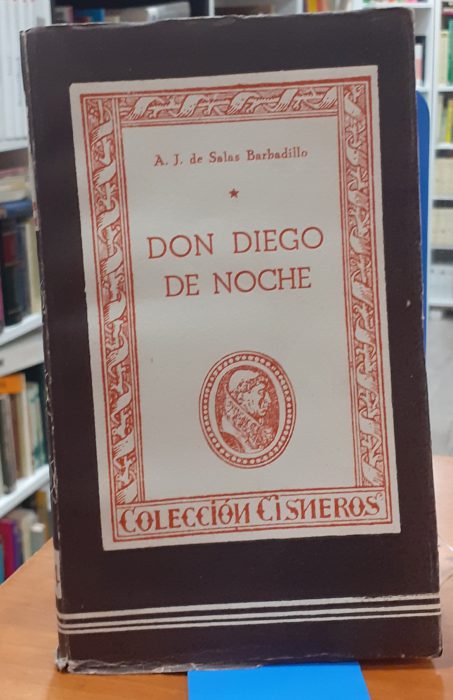 A. J. de Salas Barbadillo
DON DIEGO
DE NOCHE
COLECCIÓN CISNEROS